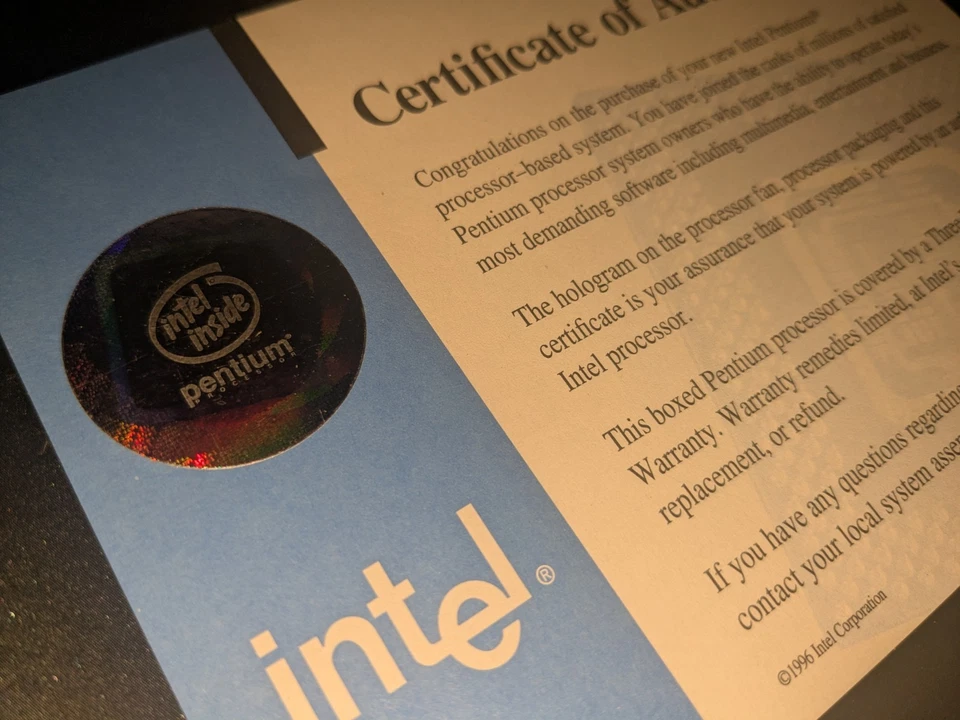 Certificate of
Congratulations on the purchase of your new Intel Pentium®
processor–based system. You have joined the ranks of millions of satisfied
Pentium processor system owners who have the ability to operate today's
most demanding software including multimedia, entertainment and business
The hologram on the processor fan, processor packaging and this
certificate is your assurance that your system is powered by an
Intel processor.
This boxed Pentium processor is covered by a
Warranty. Warranty remedies limited, at Intel's
replacement, or refund.
If you have any questions regarding
contact your local system
©1996 Intel Corporation
intel
inside
pentium®
PROCESSOR
intel®